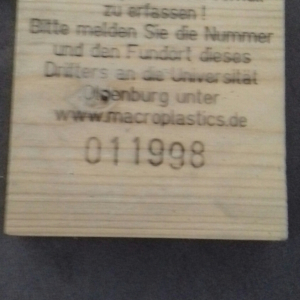 zu erfassen!
Bitte melden Sie die Nummer
und den Fundort dieses
Drifters an die Universität
Oldenburg unter
www.macroplastics.de
011998